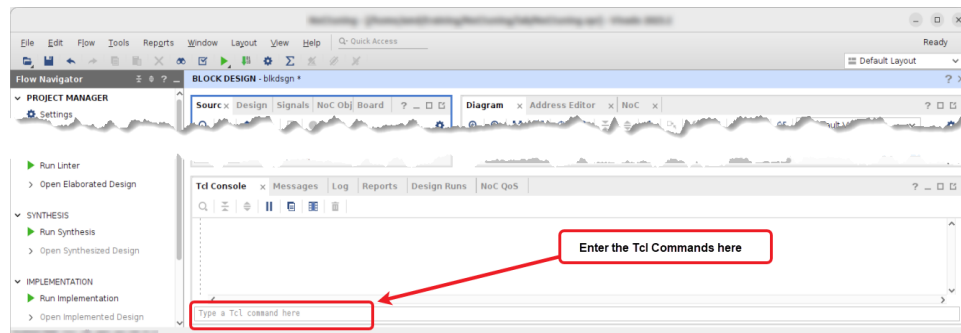 File Edit Flow Tools Reports Window Layout View Help Q- Quick Access Ready
Default Layout
Flow Navigator ? BLOCK DESIGN - blkdsgn * ?
PROJECT MANAGER
Settings
Sourc x Design Signals NoC Obj Board ?
Diagram x Address Editor x NoC x ?
Run Linter
Open Elaborated Design
SYNTHESIS
Run Synthesis
Open Synthesized Design
IMPLEMENTATION
Run Implementation
Open Implemented Design
Tcl Console x Messages Log Reports Design Runs NoC QoS ?
Enter the Tcl Commands here
Type a Tcl command here